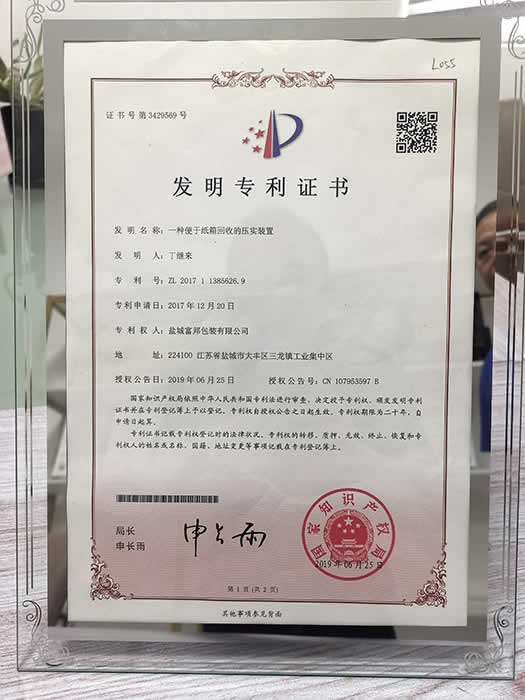 L055
证书号第3429569号
发明专利证书
发明名称：一种便于纸箱回收的压实装置
发明人：丁继来
专利号：ZL 2017 1 1385626.9
专利申请日：2017年12月20日
专利权人：盐城富邦包装有限公司
地址：224100 江苏省盐城市大丰区三龙镇工业集中区
授权公告日：2019年06月25日 授权公告号：CN 107953597 B
国家知识产权局依照中华人民共和国专利法进行审查，决定授予专利权，颁发发明专利
证书并在专利登记簿上予以登记。专利权自授权公告之日起生效。专利权期限为二十年，自
申请日起算。
专利证书记载专利权登记时的法律状况。专利权的转移、质押、无效、终止、恢复和专
利权人的姓名或名称、国籍、地址变更等事项记载在专利登记簿上。
局长
申长雨
申长雨
国家知识产权局
2019年06月25日
第1页（共2页）
其他事项参见背面